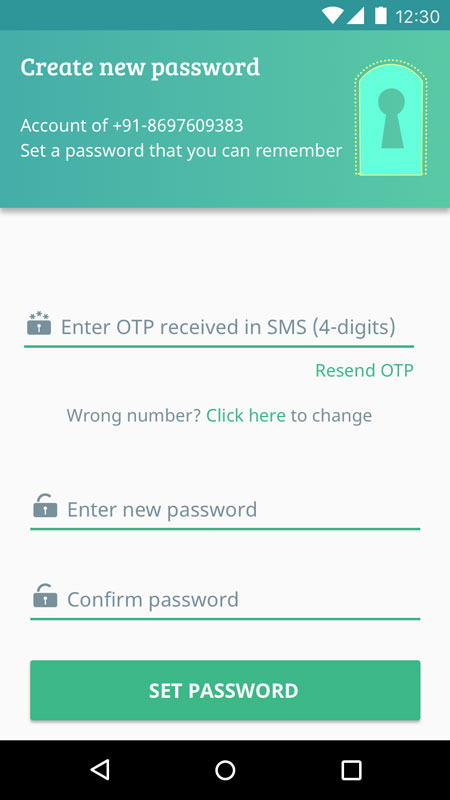 12:30
Create new password
Account of +91-8697609383
Set a password that you can remember
Enter OTP received in SMS (4-digits)
Resend OTP
Wrong number? Click here to change
Enter new password
Confirm password
SET PASSWORD